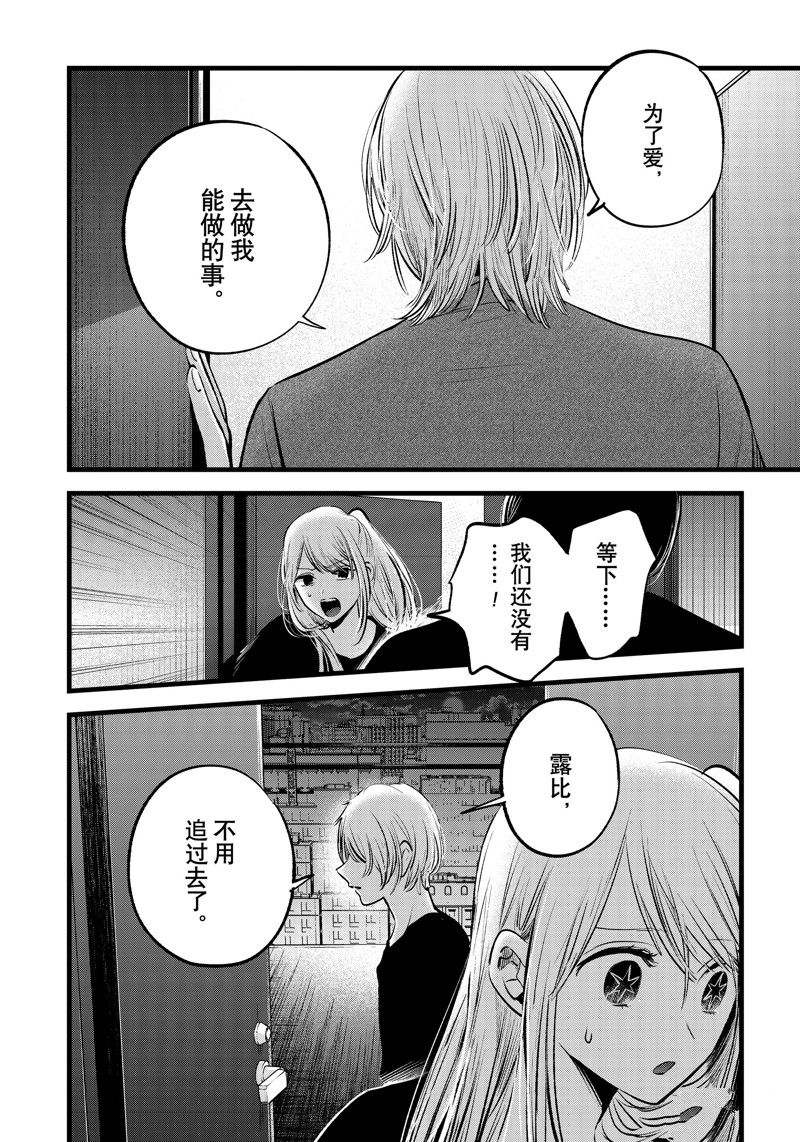 为了爱，
去做我
能做的事。
等下……
我们还没有
……！
露比，
不用
追过去了。